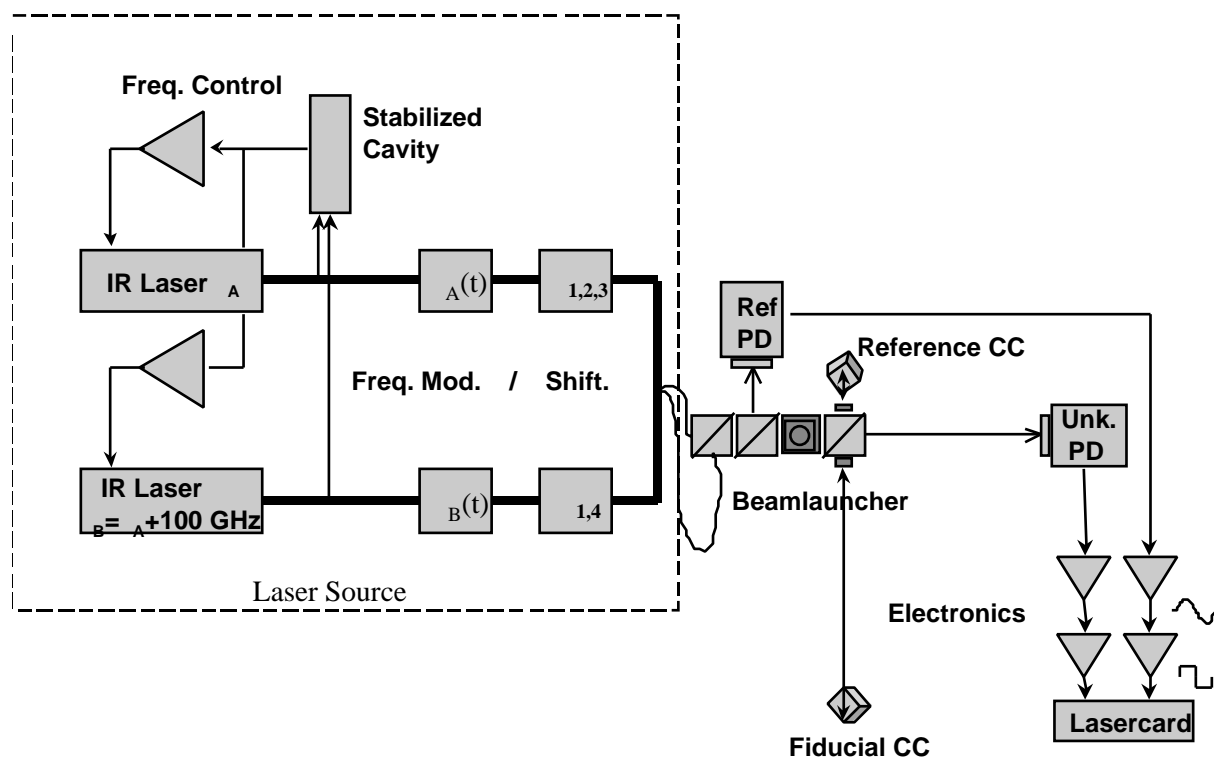 Freq. Control
Stabilized
Cavity
IR Laser A
A(t)
1,2,3
Ref
PD
Reference CC
Freq. Mod. / Shift.
Unk.
PD
IR Laser
B= A+100 GHz
B(t)
1,4
Beamlauncher
Laser Source
Electronics
Lasercard
Fiducial CC